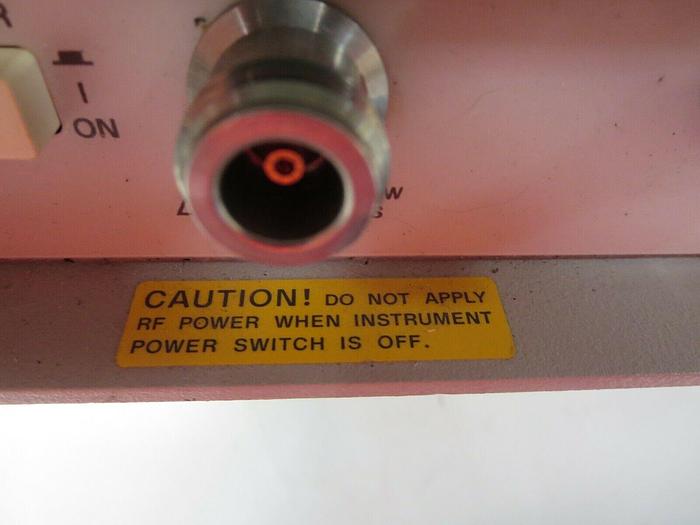 R
I
ON
W
CAUTION! DO NOT APPLY
RF POWER WHEN INSTRUMENT
POWER SWITCH IS OFF.